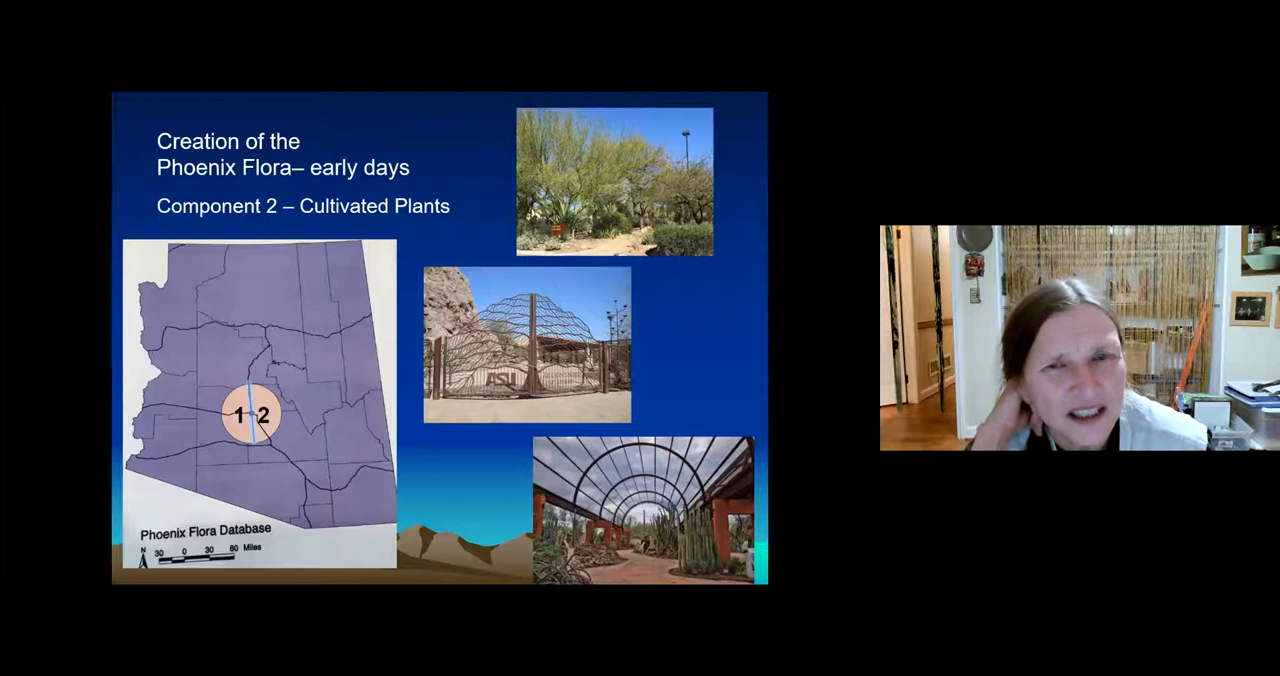 Creation of the
Phoenix Flora– early days
Component 2 – Cultivated Plants
1
2
ASU
Phoenix Flora Database
N
30 0 30 60 Miles